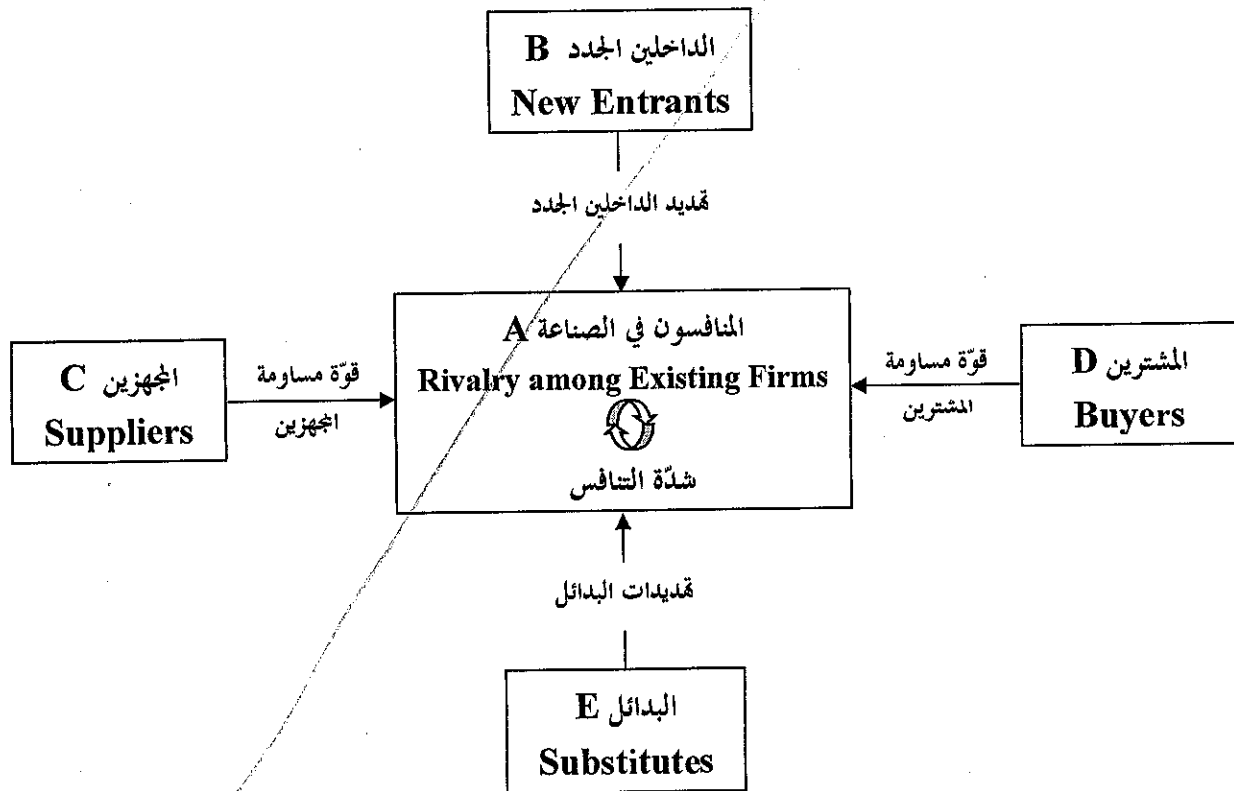 B الداخلين الجدد
New Entrants
تهديد الداخلين الجدد
A المنافسون في الصناعة
Rivalry among Existing Firms
شدّة التنافس
C المجهزين
Suppliers
قوّة مساومة
المجهزين
D المشترين
Buyers
قوّة مساومة
المشترين
تهديدات البدائل
E البدائل
Substitutes